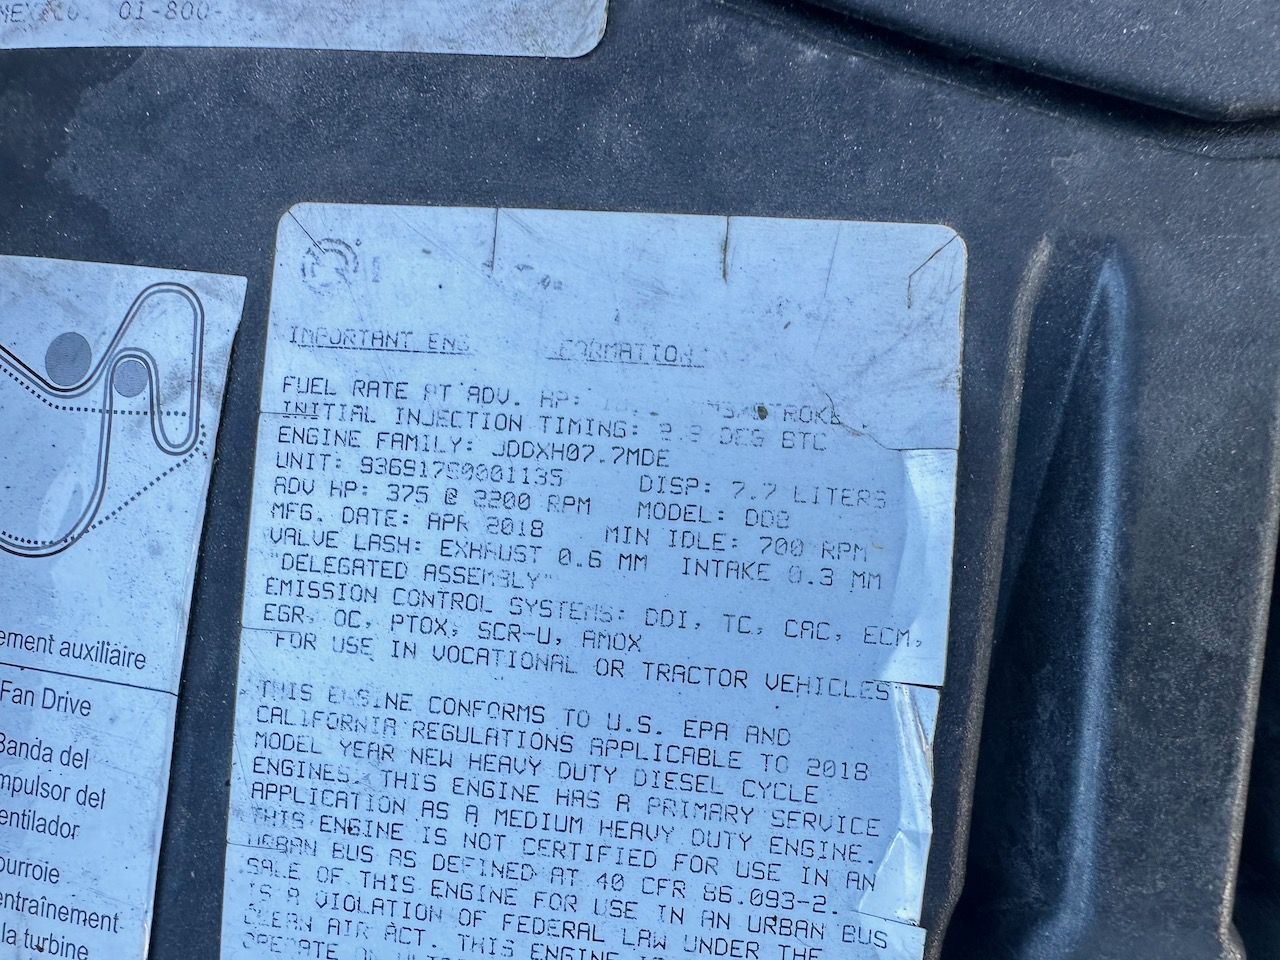 MEXICO. 01-800-
IMPORTANT
FUEL RATE AT ADV. HP:
INITIAL INJECTION TIMING: DEG BTC
ENGINE FAMILY: JDDXH07.7MDE
UNIT: DISP: 7.7 LITERS
ADV HP: 375 @ 2200 RPM MODEL: DD8
MFG. DATE: APR 2018 MIN IDLE: 700 RPM
VALVE LASH: EXHAUST 0.6 MM INTAKE 0.3 MM
"DELEGATED ASSEMBLY"
EMISSION CONTROL SYSTEMS: DDI, TC, CAC, ECM,
EGR, OC, PTOX, SCR-U, AMOX
FOR USE IN VOCATIONAL OR TRACTOR VEHICLES
THIS ENGINE CONFORMS TO U.S. EPA AND
CALIFORNIA REGULATIONS APPLICABLE TO 2018
MODEL YEAR NEW HEAVY DUTY DIESEL CYCLE
ENGINES. THIS ENGINE HAS A PRIMARY SERVICE
APPLICATION AS A MEDIUM HEAVY DUTY ENGINE.
THIS ENGINE IS NOT CERTIFIED FOR USE IN AN
URBAN BUS AS DEFINED AT 40 CFR 86.093-2.
SALE OF THIS ENGINE FOR USE IN AN URBAN BUS
IS A VIOLATION OF FEDERAL LAW UNDER THE
CLEAN AIR ACT. THIS ENGINE
OPERATE
ement auxiliaire
Fan Drive
Banda del
mpulsor del
entilador
ourroie
entraînement
la turbine